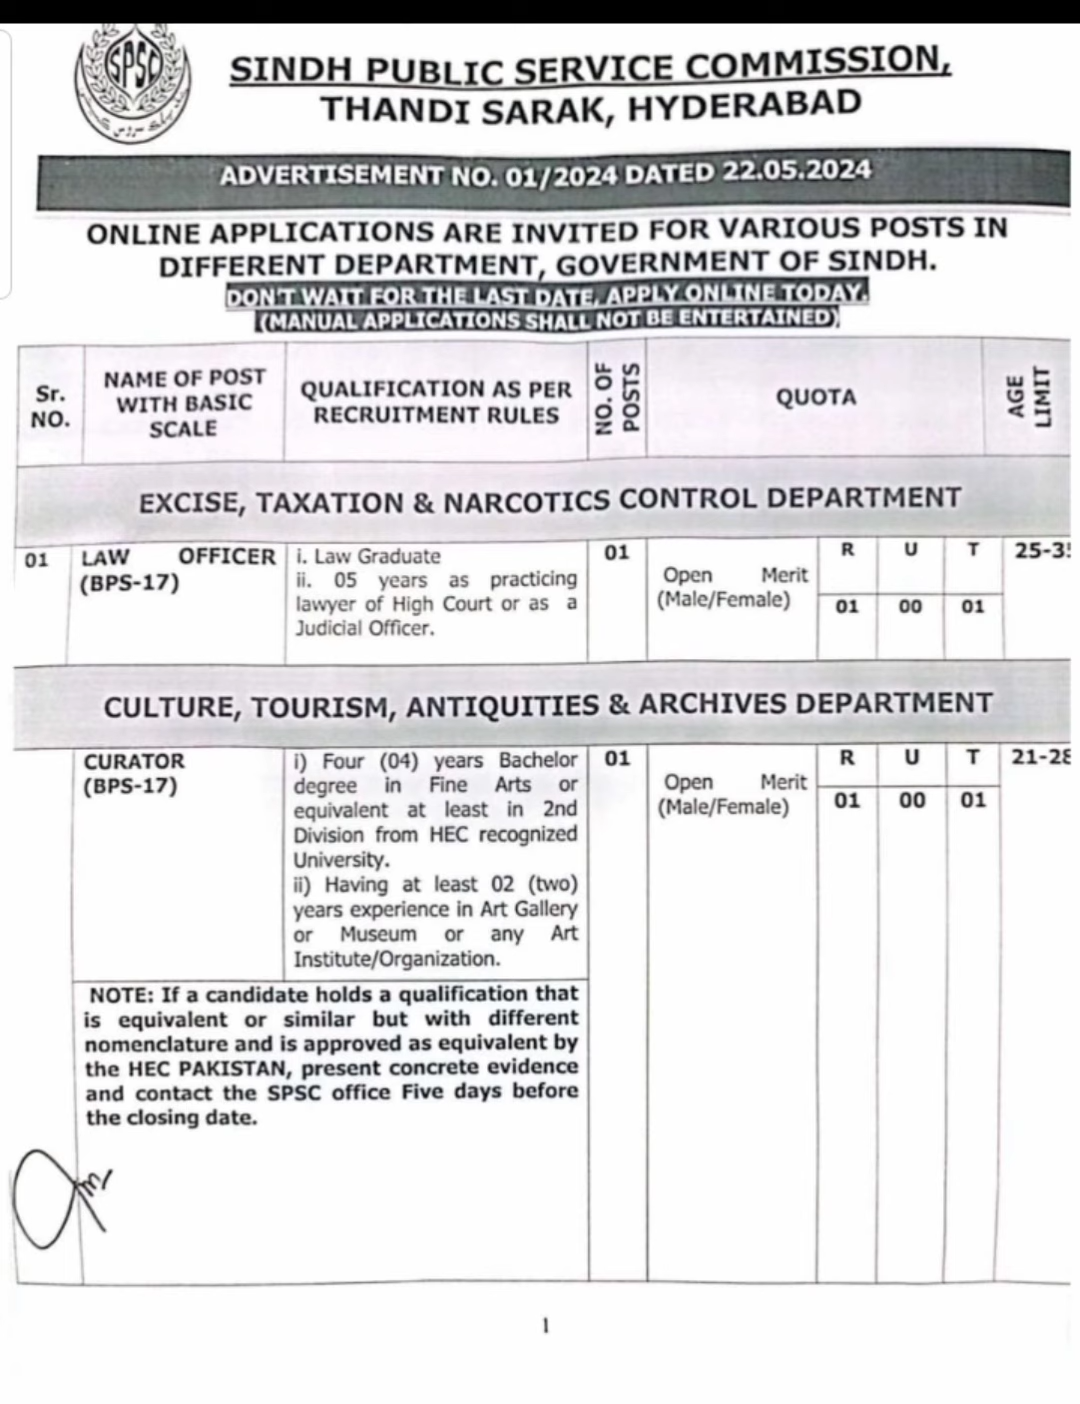 SPSC
SINDH PUBLIC SERVICE COMMISSION,
THANDI SARAK, HYDERABAD
ADVERTISEMENT NO. 01/2024 DATED 22.05.2024
ONLINE APPLICATIONS ARE INVITED FOR VARIOUS POSTS IN
DIFFERENT DEPARTMENT, GOVERNMENT OF SINDH.
DON'T WAIT FOR THE LAST DATE, APPLY ONLINE TODAY.
(MANUAL APPLICATIONS SHALL NOT BE ENTERTAINED)
Sr.
NO.
NAME OF POST
WITH BASIC
SCALE
QUALIFICATION AS PER
RECRUITMENT RULES
NO. OF
POSTS
QUOTA
AGE
LIMIT
EXCISE, TAXATION & NARCOTICS CONTROL DEPARTMENT
01
LAW OFFICER
(BPS-17)
i. Law Graduate
ii. 05 years as practicing
lawyer of High Court or as a
Judicial Officer.
01
Open Merit
(Male/Female)
R U T
01 00 01
25-35
CULTURE, TOURISM, ANTIQUITIES & ARCHIVES DEPARTMENT
CURATOR
(BPS-17)
i) Four (04) years Bachelor
degree in Fine Arts or
equivalent at least in 2nd
Division from HEC recognized
University.
ii) Having at least 02 (two)
years experience in Art Gallery
or Museum or any Art
Institute/Organization.
01
Open Merit
(Male/Female)
R U T
01 00 01
21-28
NOTE: If a candidate holds a qualification that
is equivalent or similar but with different
nomenclature and is approved as equivalent by
the HEC PAKISTAN, present concrete evidence
and contact the SPSC office Five days before
the closing date.
1